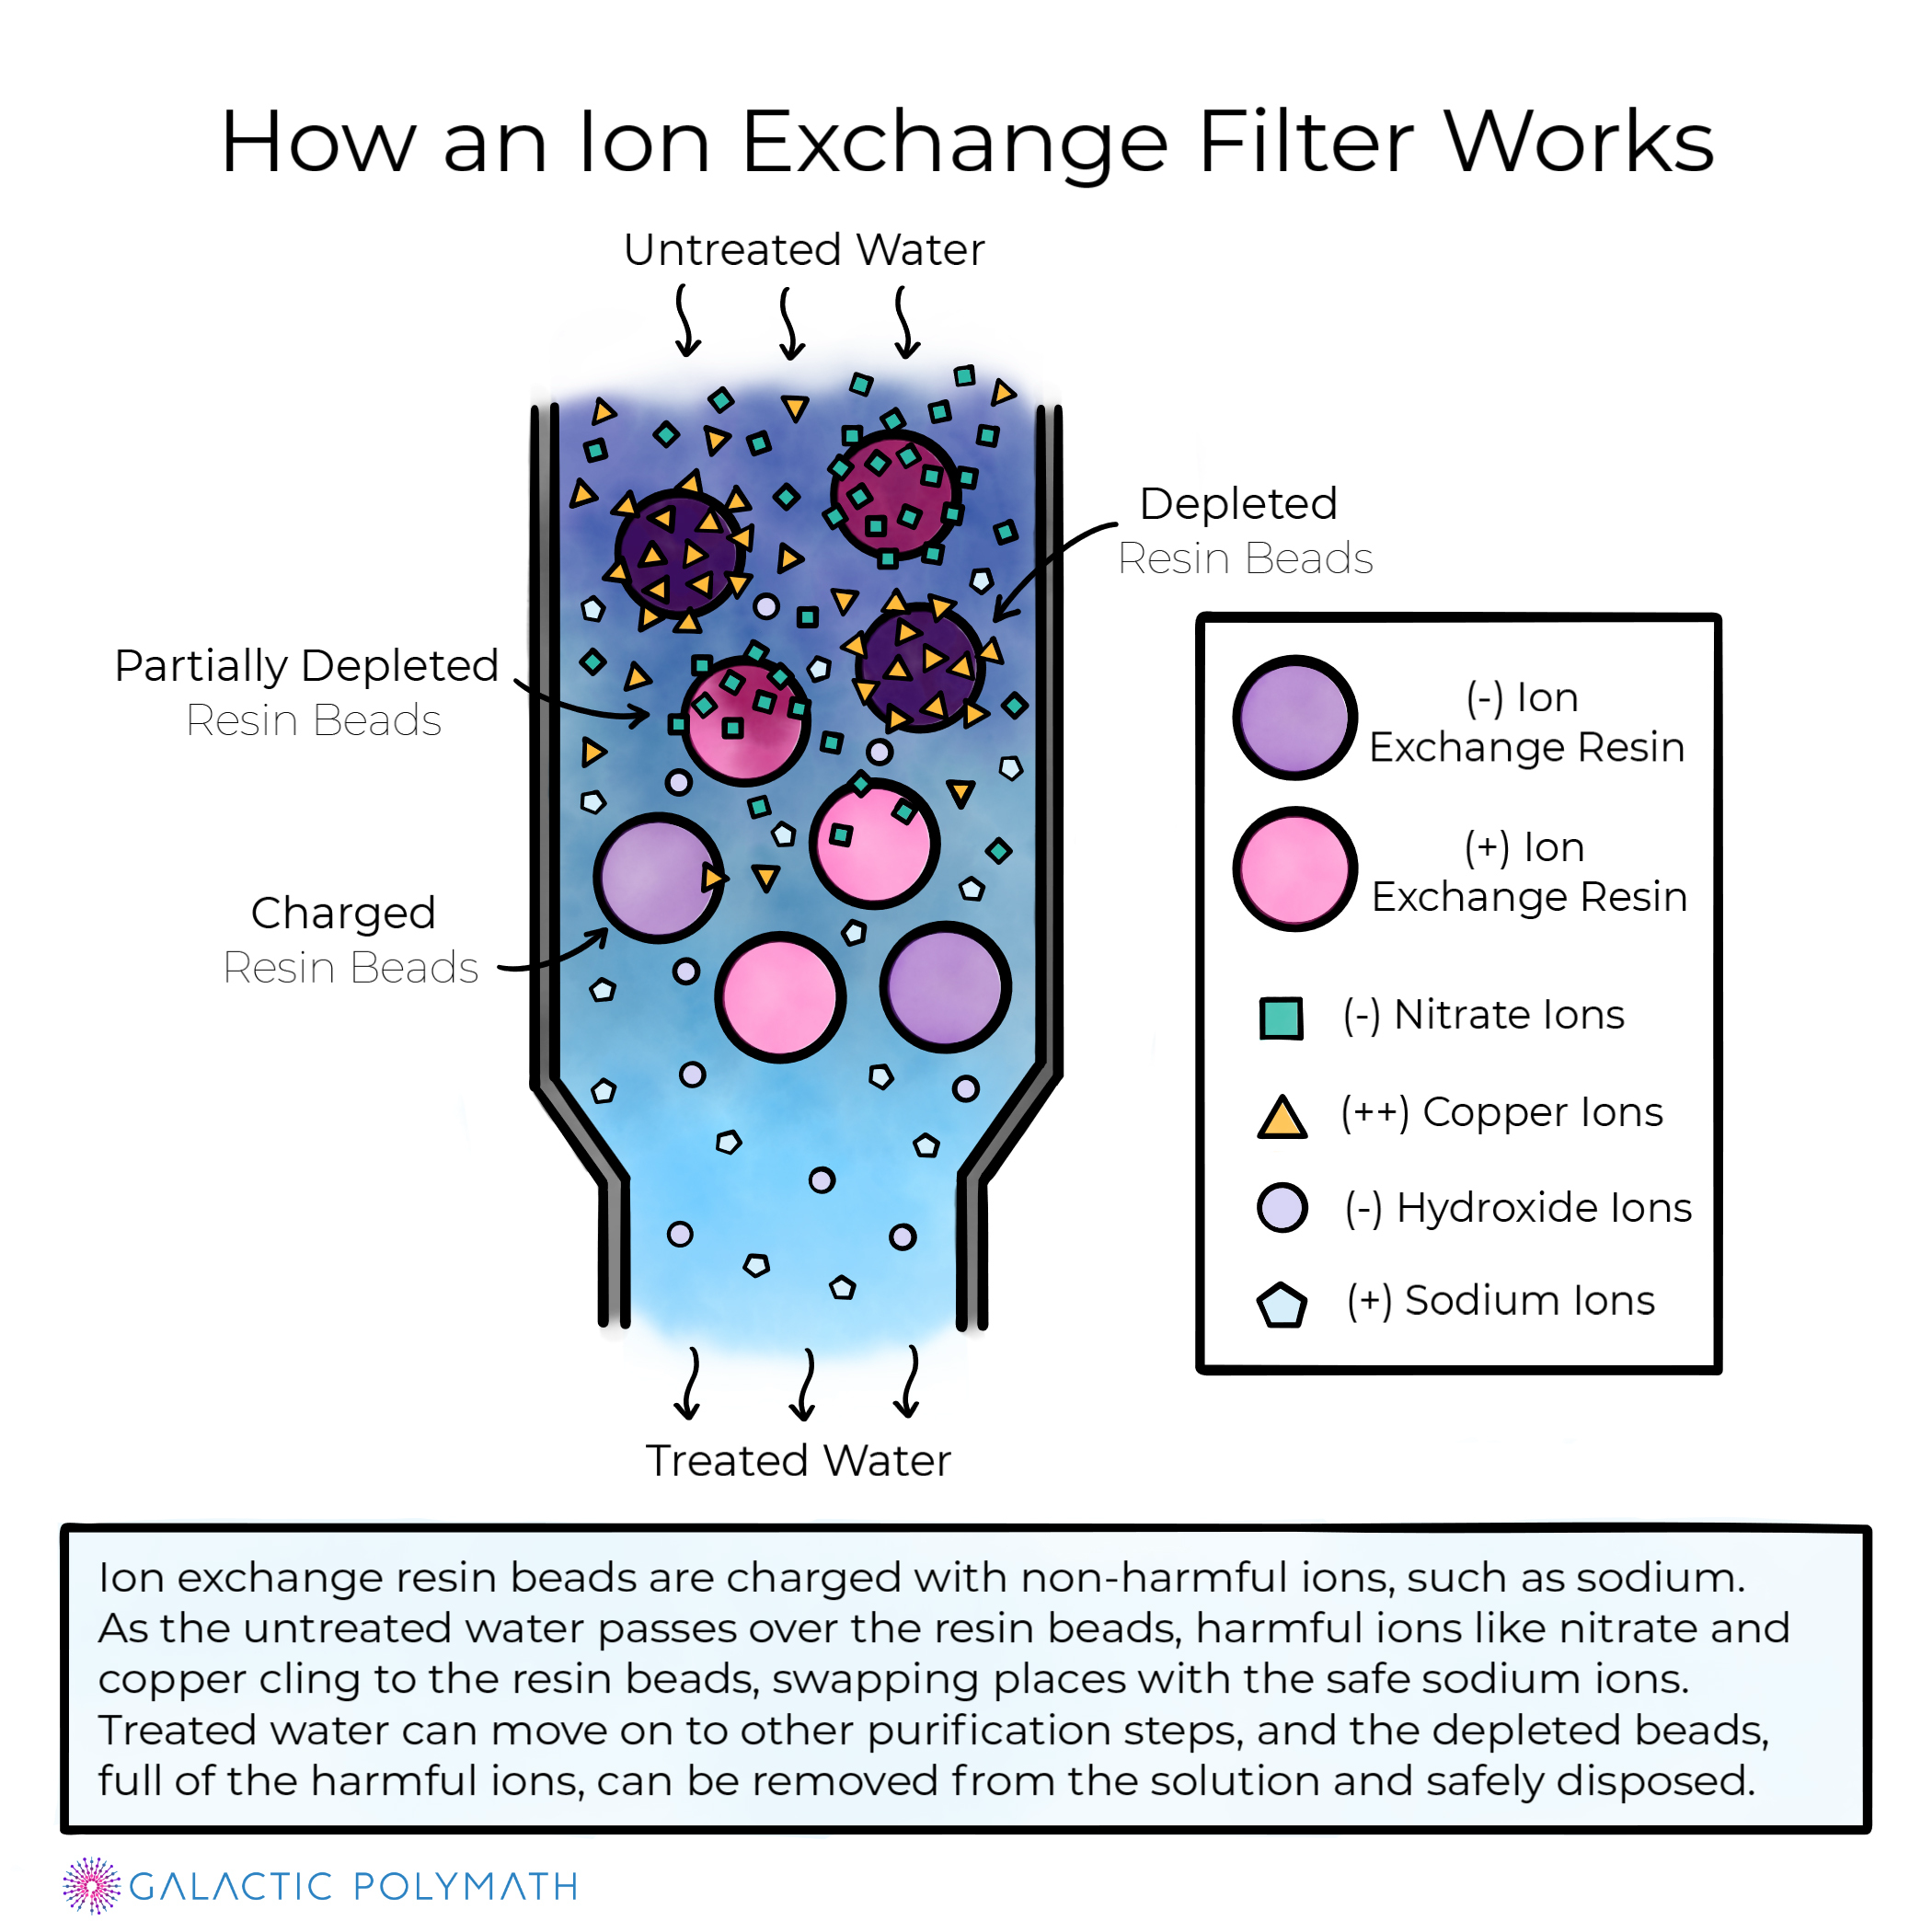 How an Ion Exchange Filter Works
Untreated Water
Depleted
Resin Beads
Partially Depleted
Resin Beads
Charged
Resin Beads
(-) Ion
Exchange Resin
(+) Ion
Exchange Resin
(-) Nitrate Ions
(++) Copper Ions
(-) Hydroxide Ions
(+) Sodium Ions
Treated Water
Ion exchange resin beads are charged with non-harmful ions, such as sodium.
As the untreated water passes over the resin beads, harmful ions like nitrate and
copper cling to the resin beads, swapping places with the safe sodium ions.
Treated water can move on to other purification steps, and the depleted beads,
full of the harmful ions, can be removed from the solution and safely disposed.
GALACTIC POLYMATH